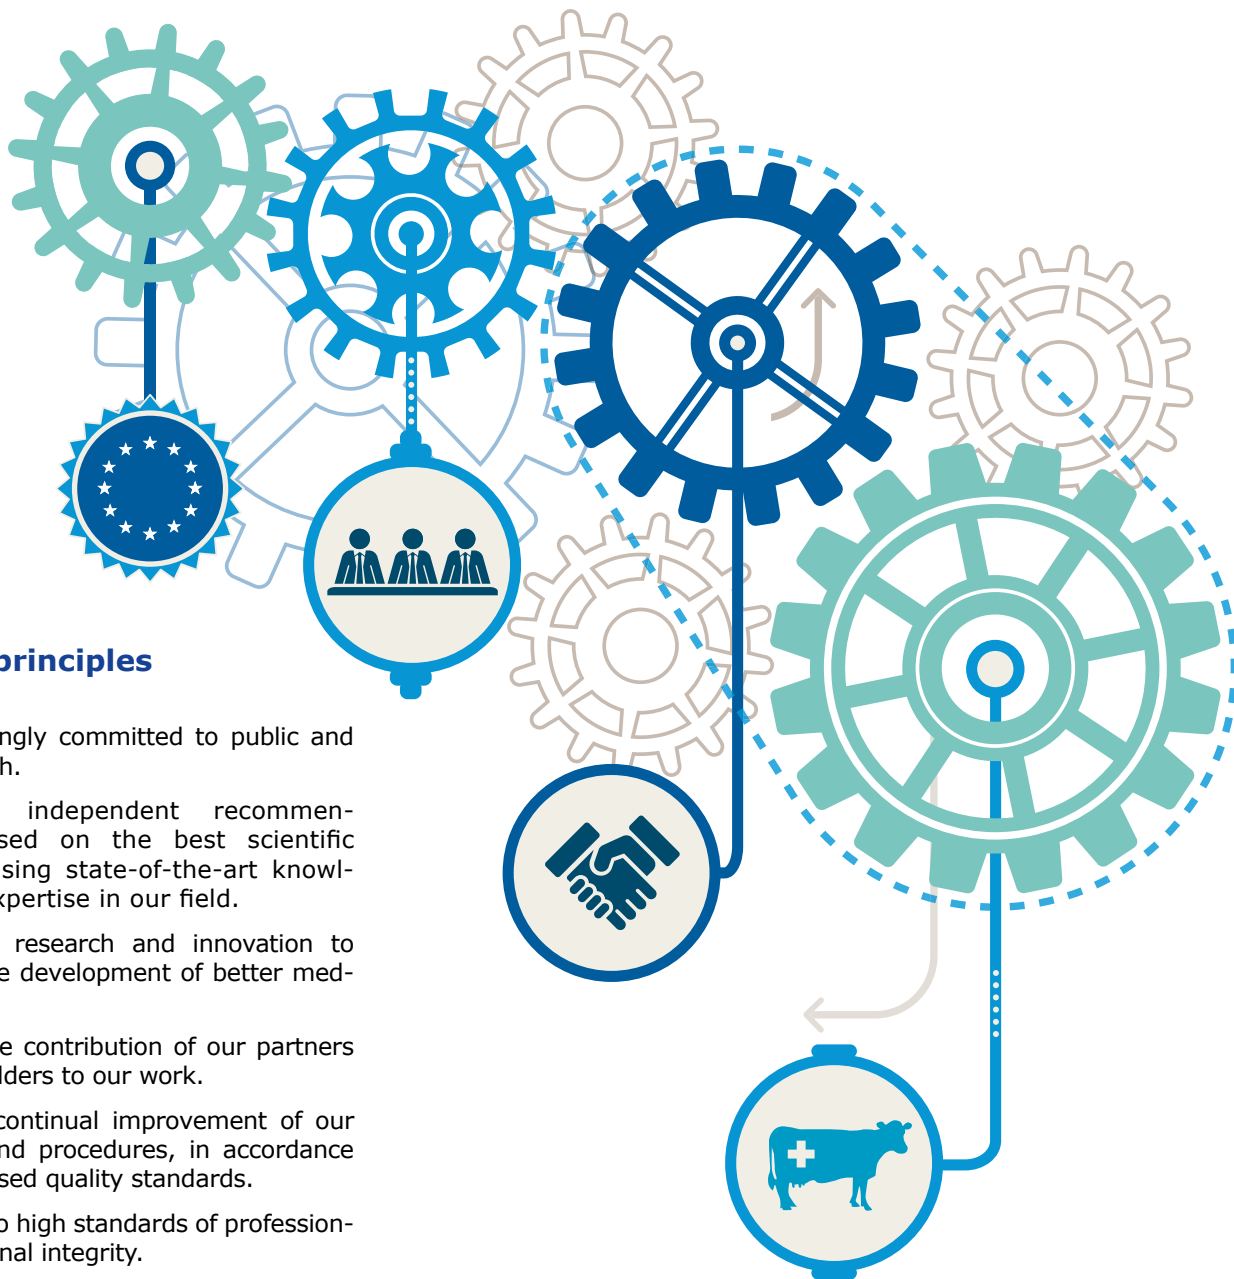 principles
ngly committed to public and
h.
independent recommen-
sed on the best scientific
sing state-of-the-art knowl-
xpertise in our field.
research and innovation to
e development of better med-
e contribution of our partners
lders to our work.
continual improvement of our
nd procedures, in accordance
sed quality standards.
o high standards of profession-
nal integrity.